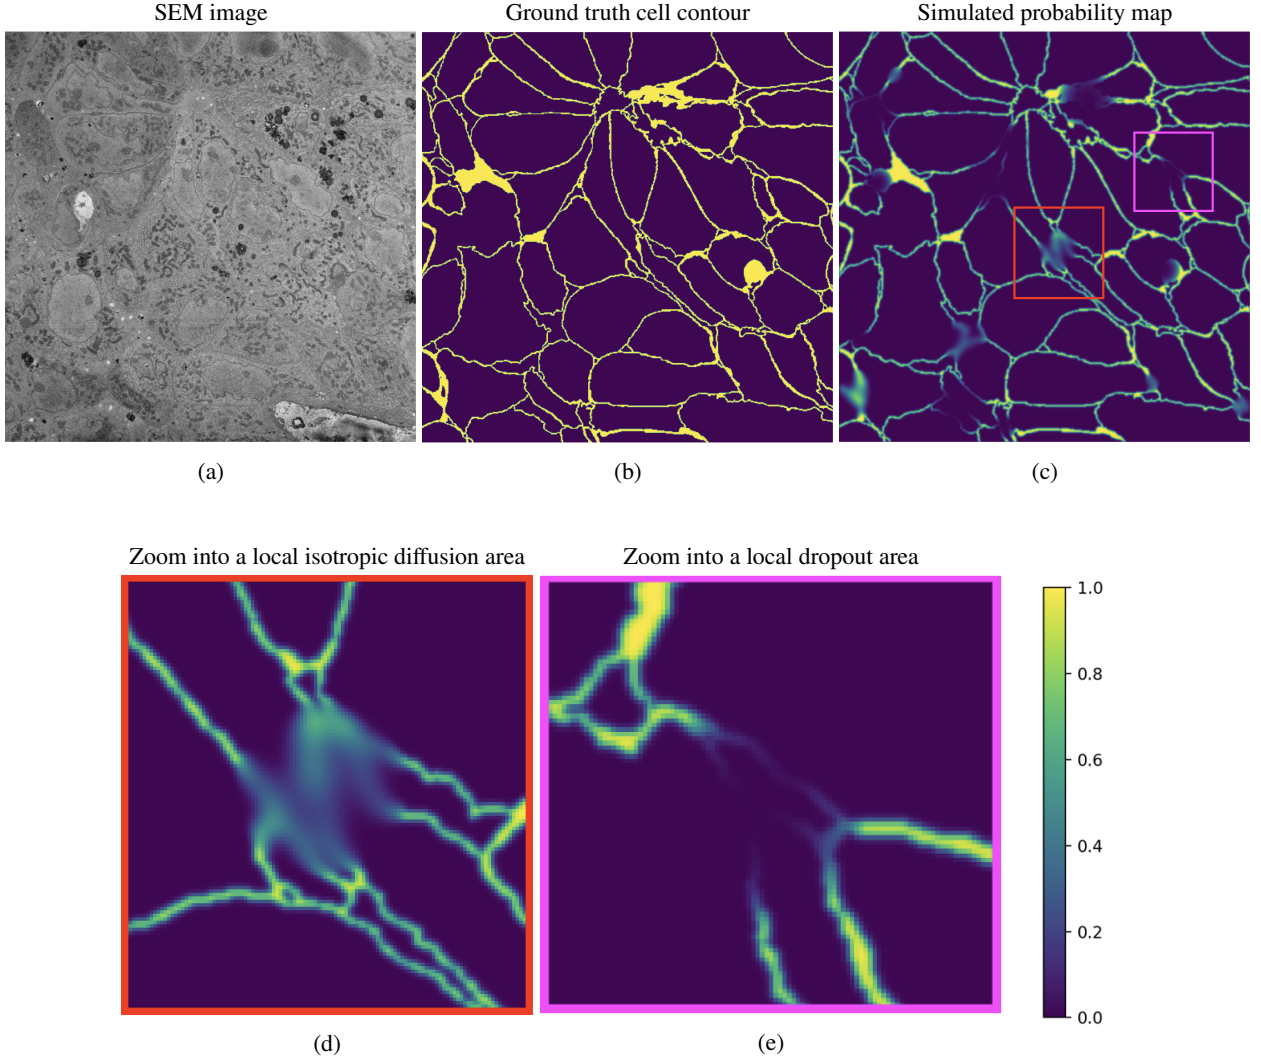 SEM image
Ground truth cell contour
Simulated probability map
(a)
(b)
(c)
Zoom into a local isotropic diffusion area
Zoom into a local dropout area
1.0
0.8
0.6
0.4
0.2
0.0
(d)
(e)